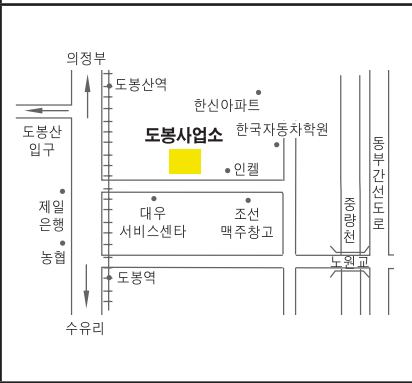 의정부
도봉산역
한신아파트
도봉산
입구
도봉사업소
한국자동차학원
인켈
동부간선도로
제일
은행
대우
서비스센타
조선
맥주창고
중량천
농협
노원교
도봉역
수유리